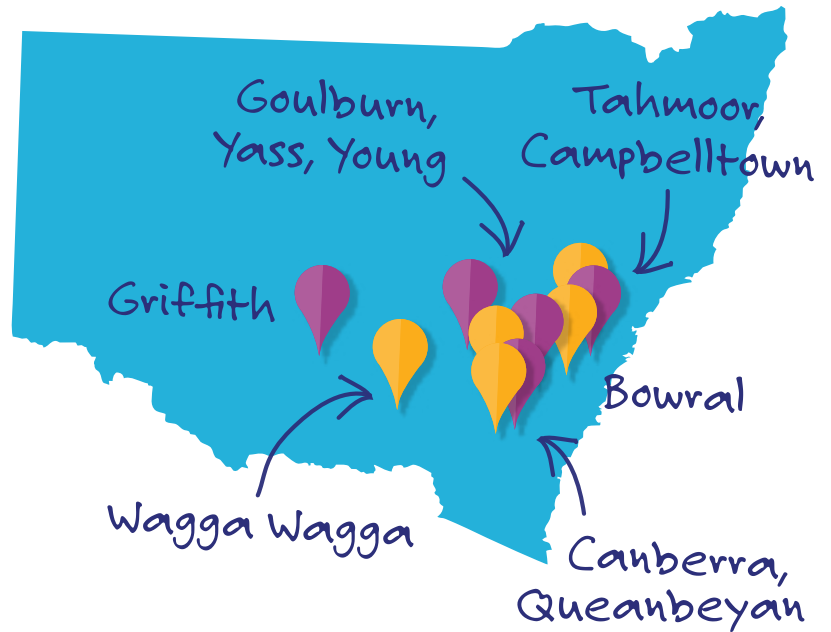 Goulburn,
Yass, Young
Tahmoor,
Campbelltown
Griffith
Bowral
Wagga Wagga
Canberra,
Queanbeyan